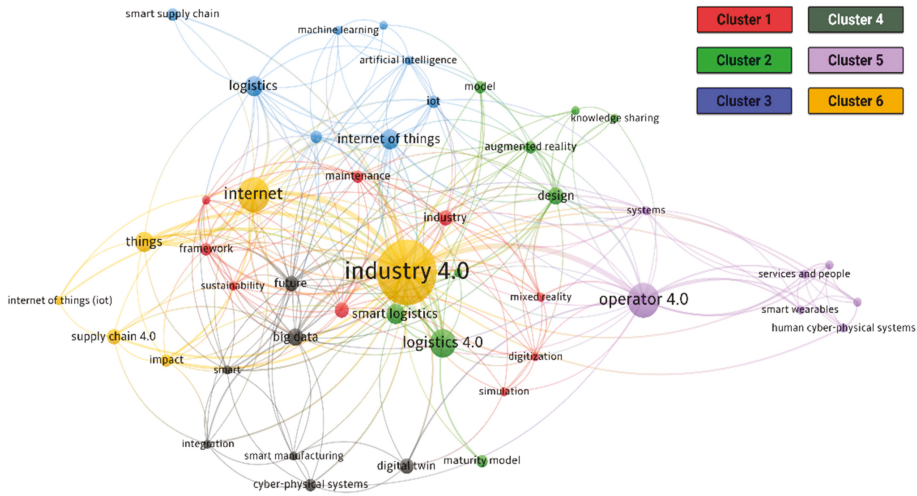 smart supply chain
Cluster 1
Cluster 4
machine learning
artificial intelligence
Cluster 2
Cluster 5
logistics
model
iot
Cluster 3
Cluster 6
knowledge sharing
internet of things
augmented reality
maintenance
internet
design
industry
systems
things
framework
industry 4.0
services and people
sustainability
future
internet of things (iot)
mixed reality
operator 4.0
smart wearables
smart logistics
human cyber-physical systems
supply chain 4.0
big data
logistics 4.0
impact
digitization
smart
simulation
integration
smart manufacturing
digital twin
maturity model
cyber-physical systems